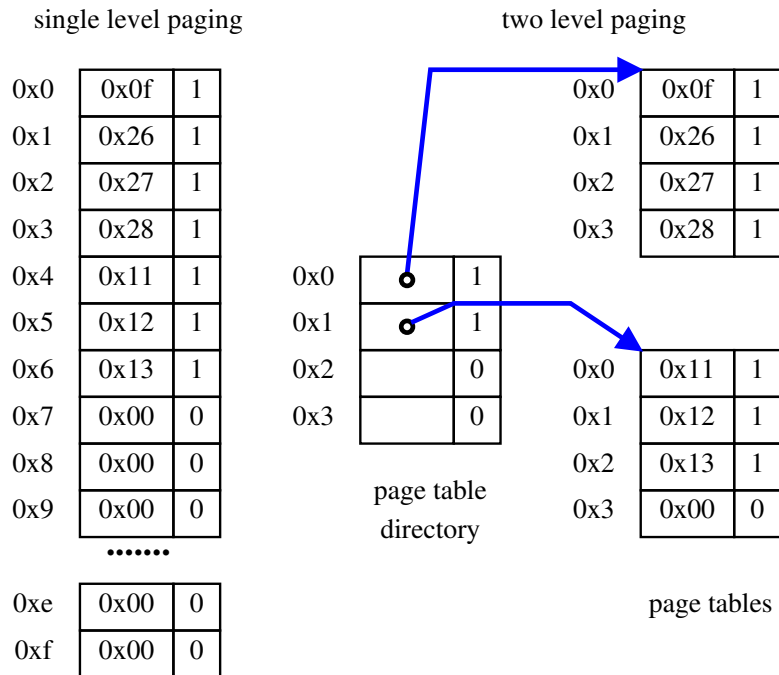 single level paging
0x0 0x0f 1
0x1 0x26 1
0x2 0x27 1
0x3 0x28 1
0x4 0x11 1
0x5 0x12 1
0x6 0x13 1
0x7 0x00 0
0x8 0x00 0
0x9 0x00 0
.......
0xe 0x00 0
0xf 0x00 0
two level paging
0x0 1
0x1 1
0x2 0
0x3 0
page table
directory
0x0 0x0f 1
0x1 0x26 1
0x2 0x27 1
0x3 0x28 1
0x0 0x11 1
0x1 0x12 1
0x2 0x13 1
0x3 0x00 0
page tables